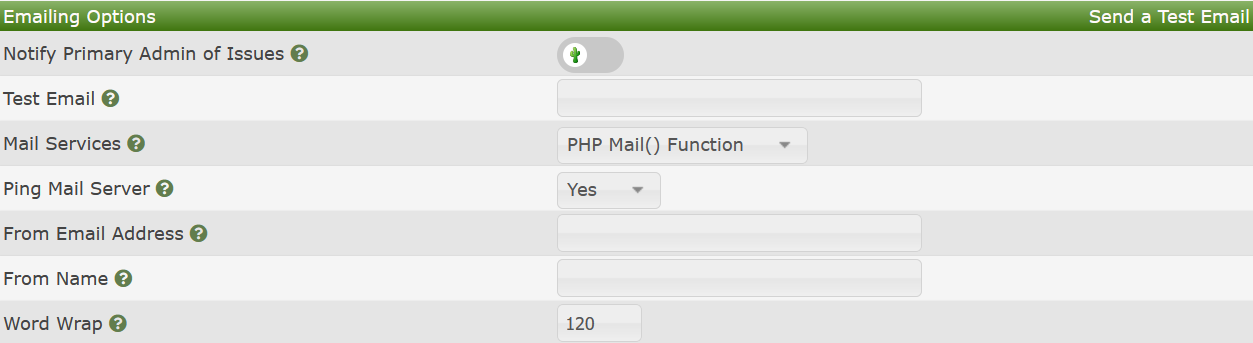 Emailing Options Send a Test Email
Notify Primary Admin of Issues
Test Email
Mail Services PHP Mail() Function
Ping Mail Server Yes
From Email Address
From Name
Word Wrap 120